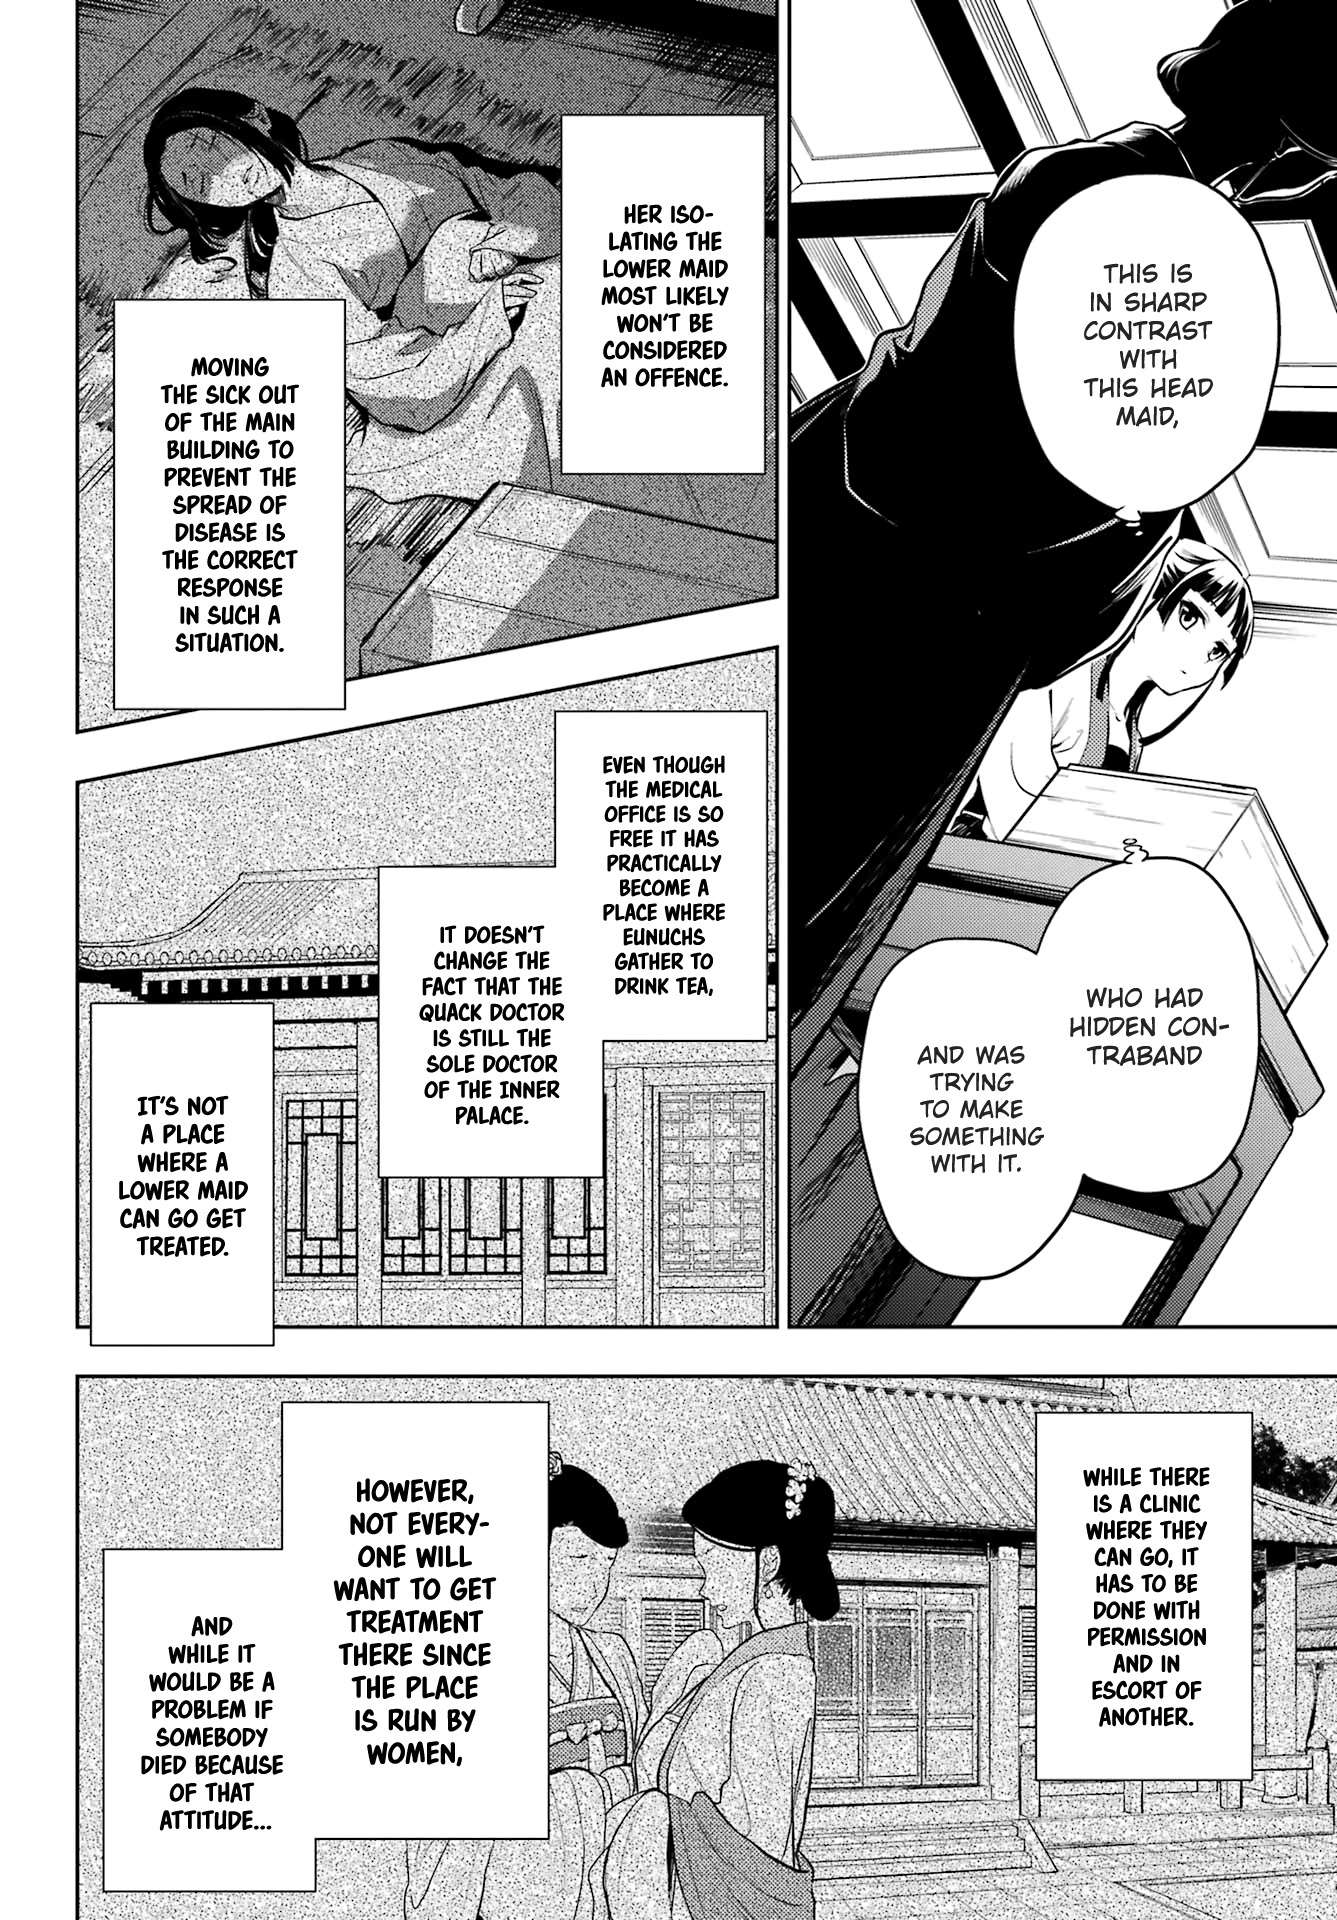 THIS IS
IN SHARP
CONTRAST
WITH
THIS HEAD
MAID,
WHO HAD
HIDDEN CON-
TRABAND
AND WAS
TRYING
TO MAKE
SOMETHING
WITH IT.
HER ISO-
LATING THE
LOWER MAID
MOST LIKELY
WON'T BE
CONSIDERED
AN OFFENCE.
MOVING
THE SICK OUT
OF THE MAIN
BUILDING TO
PREVENT THE
SPREAD OF
DISEASE IS
THE CORRECT
RESPONSE
IN SUCH A
SITUATION.
EVEN THOUGH
THE MEDICAL
OFFICE IS SO
FREE IT HAS
PRACTICALLY
BECOME A
PLACE WHERE
EUNUCHS
GATHER TO
DRINK TEA,
IT DOESN'T
CHANGE THE
FACT THAT THE
QUACK DOCTOR
IS STILL THE
SOLE DOCTOR
OF THE INNER
PALACE.
IT'S NOT
A PLACE
WHERE A
LOWER MAID
CAN GO GET
TREATED.
WHILE THERE
IS A CLINIC
WHERE THEY
CAN GO, IT
HAS TO BE
DONE WITH
PERMISSION
AND IN
ESCORT OF
ANOTHER.
HOWEVER,
NOT EVERY-
ONE WILL
WANT TO GET
TREATMENT
THERE SINCE
THE PLACE
IS RUN BY
WOMEN,
AND
WHILE IT
WOULD BE A
PROBLEM IF
SOMEBODY
DIED BECAUSE
OF THAT
ATTITUDE...